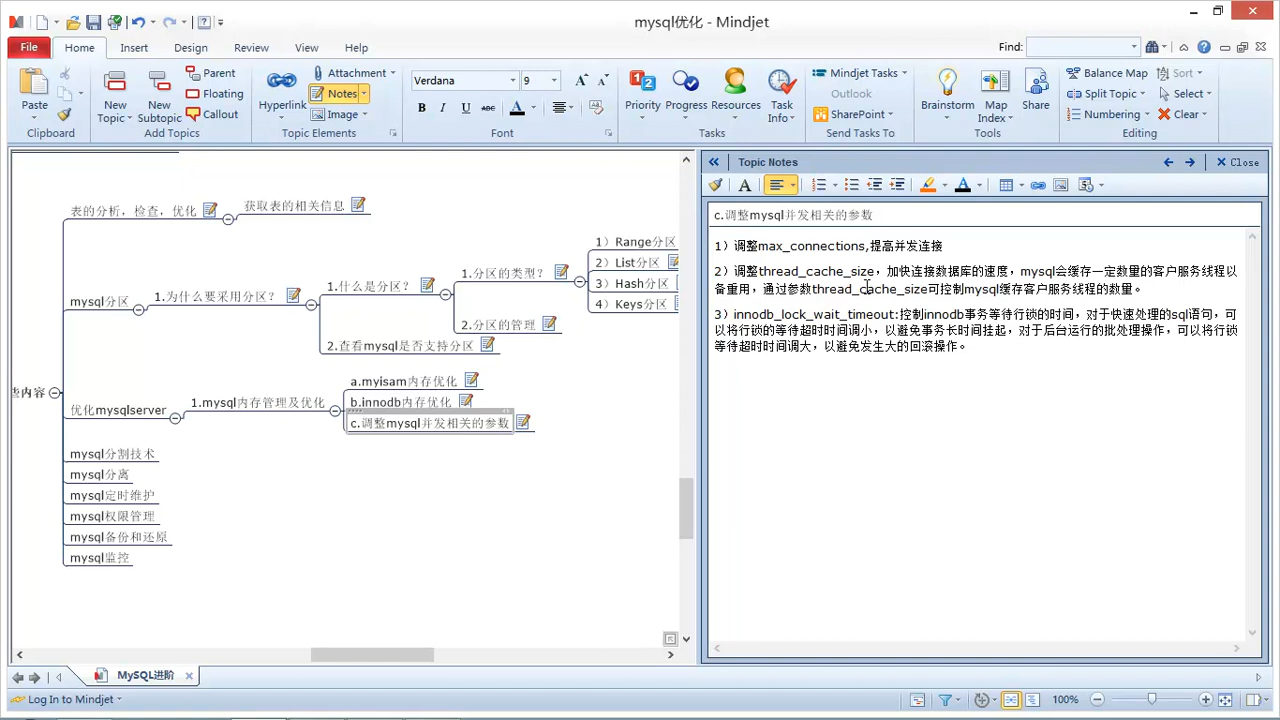 mysql优化 - Mindjet
File Home Insert Design Review View Help Find:
Paste
Clipboard
New Topic
New Subtopic
Parent
Floating
Callout
Add Topics
Hyperlink
Attachment
Notes
Image
Topic Elements
Verdana 9
B I U abc A
Font
Priority
Progress
Resources
Task Info
Tasks
Mindjet Tasks
Outlook
SharePoint
Send Tasks To
Brainstorm
Map Index
Share
Tools
Balance Map
Split Topic
Numbering
Sort
Select
Clear
Editing
表的分析，检查，优化
获取表的相关信息
mysql分区
1.为什么要采用分区？
1.什么是分区？
1.分区的类型？
1）Range分区
2）List分区
3）Hash分区
4）Keys分区
2.分区的管理
2.查看mysql是否支持分区
些内容
优化mysqlserver
1.mysql内存管理及优化
a.myisam内存优化
b.innodb内存优化
c.调整mysql并发相关的参数
mysql分割技术
mysql分离
mysql定时维护
mysql权限管理
mysql备份和还原
mysql监控
Topic Notes
Close
c.调整mysql并发相关的参数
1）调整max_connections,提高并发连接
2）调整thread_cache_size，加快连接数据库的速度，mysql会缓存一定数量的客户服务线程以
备重用，通过参数thread_cache_size可控制mysql缓存客户服务线程的数量。
3）innodb_lock_wait_timeout:控制innodb事务等待行锁的时间，对于快速处理的sql语句，可
以将行锁的等待超时时间调小，以避免事务长时间挂起，对于后台运行的批处理操作，可以将行锁
等待超时时间调大，以避免发生大的回滚操作。
MySQL进阶
Log In to Mindjet
100%